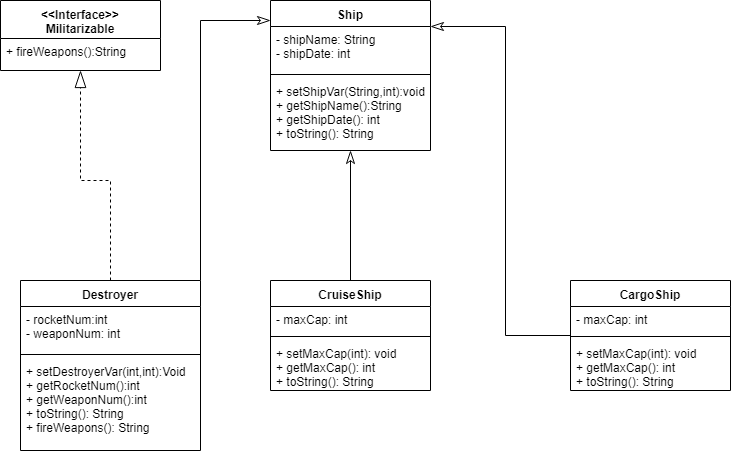 <<Interface>>
Militarizable
+ fireWeapons():String
Ship
- shipName: String
- shipDate: int
+ setShipVar(String,int):void
+ getShipName():String
+ getShipDate(): int
+ toString(): String
Destroyer
- rocketNum:int
- weaponNum: int
+ setDestroyerVar(int,int):Void
+ getRocketNum():int
+ getWeaponNum():int
+ toString(): String
+ fireWeapons(): String
CruiseShip
- maxCap: int
+ setMaxCap(int): void
+ getMaxCap(): int
+ toString(): String
CargoShip
- maxCap: int
+ setMaxCap(int): void
+ getMaxCap(): int
+ toString(): String